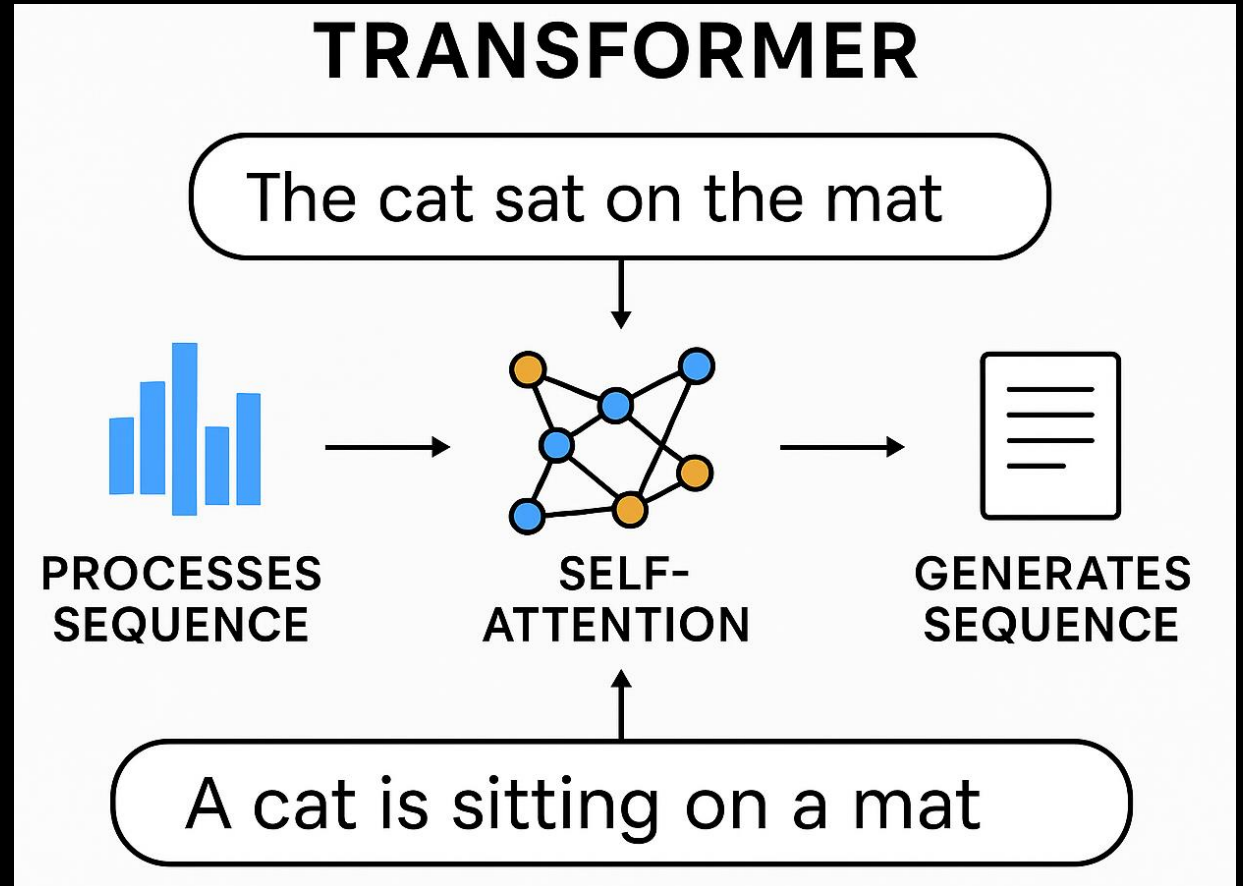 TRANSFORMER
The cat sat on the mat
PROCESSES
SEQUENCE
SELF-
ATTENTION
GENERATES
SEQUENCE
A cat is sitting on a mat